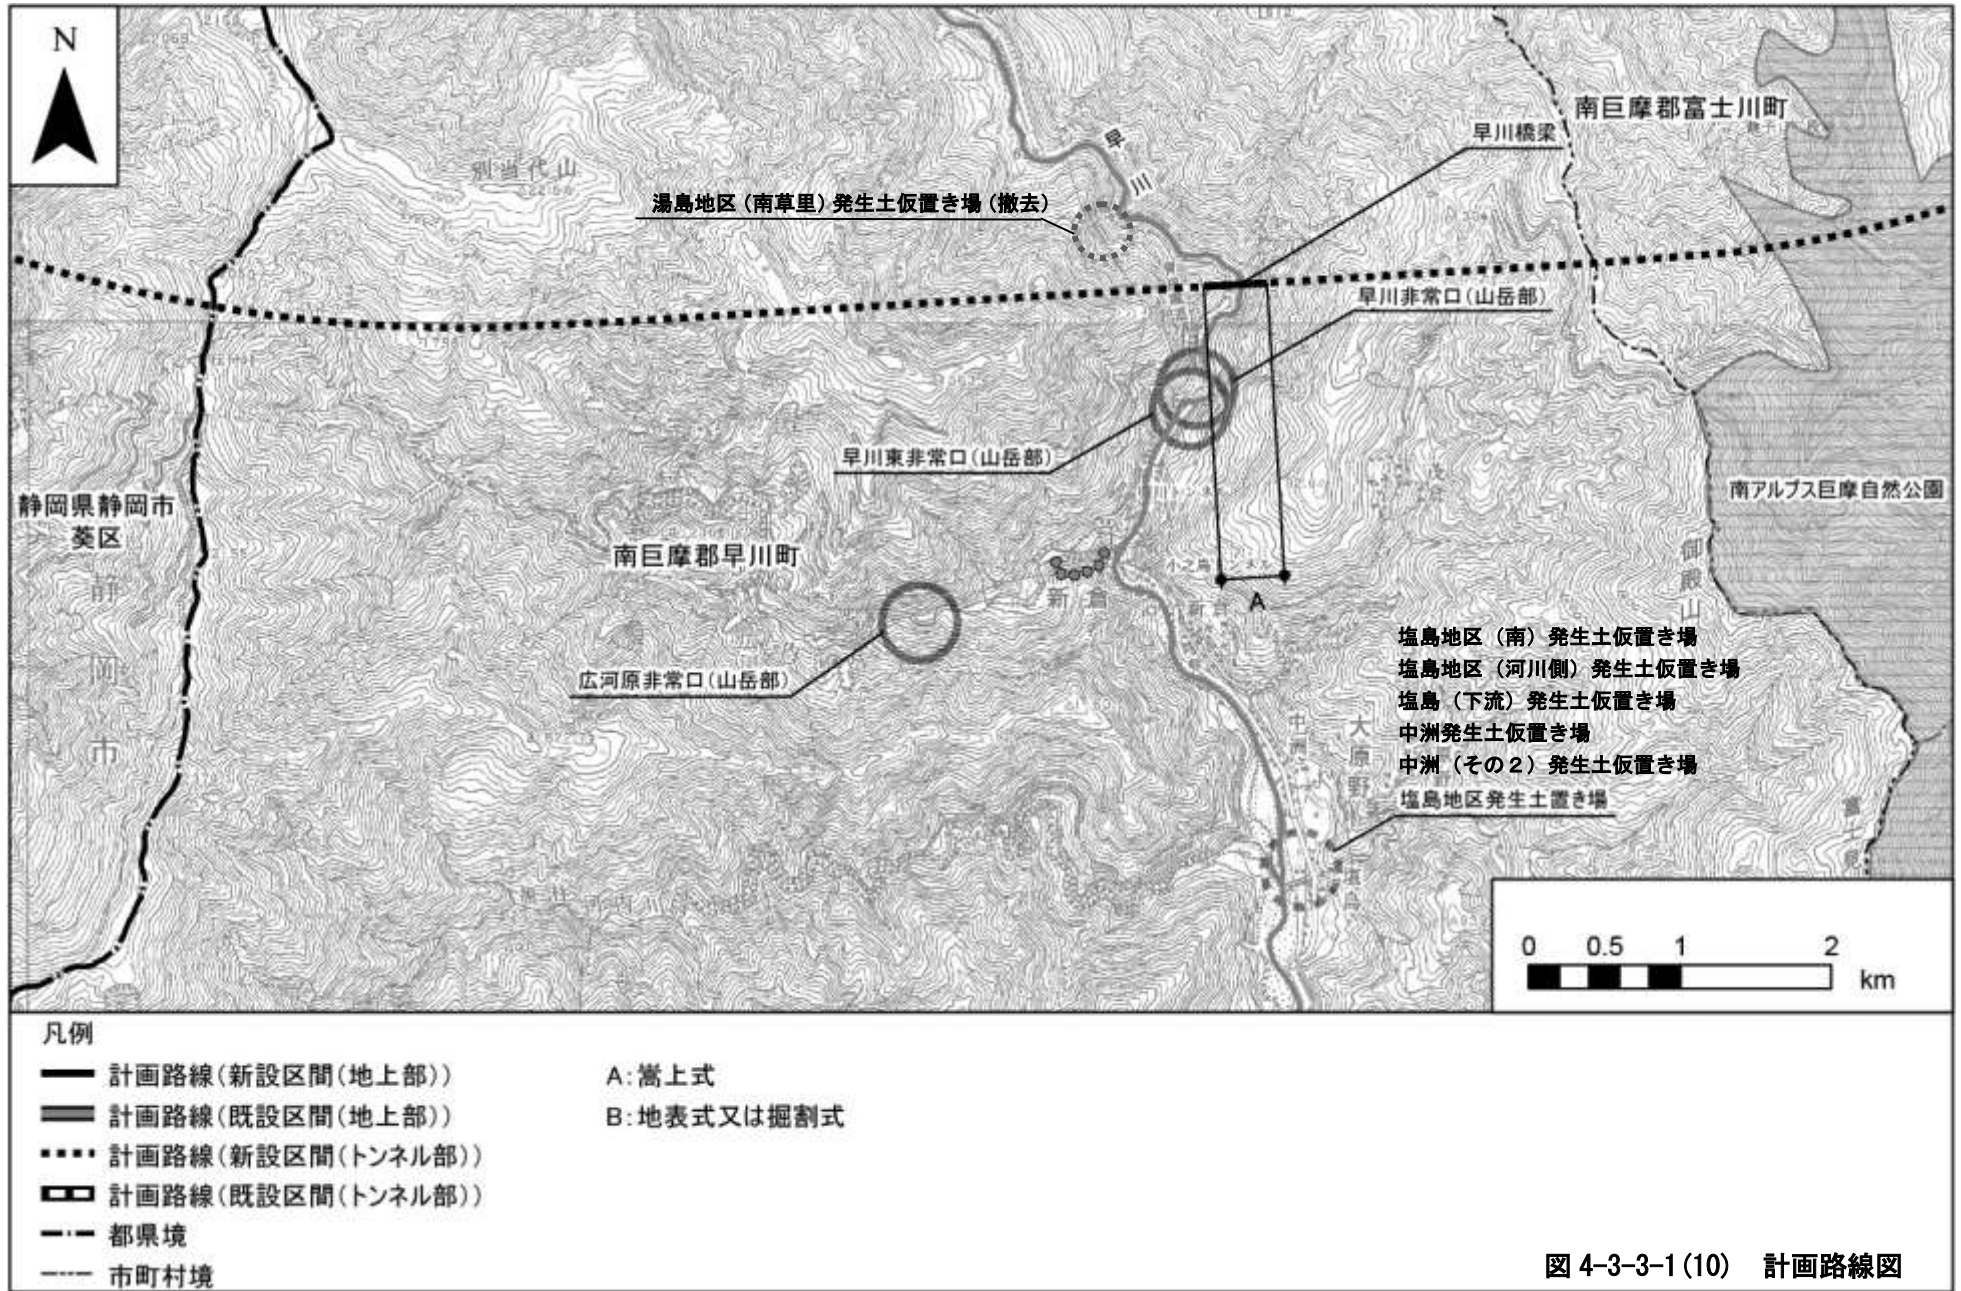 N
南巨摩郡富士川町
早川橋梁
早
川
別当代山
湯島地区(南草里)発生土仮置き場(撤去)
早川非常口(山岳部)
早川東非常口(山岳部)
静岡県静岡市
葵区
南アルプス巨摩自然公園
南巨摩郡早川町
新倉
A
御殿山
静岡市
広河原非常口(山岳部)
塩島地区(南)発生土仮置き場
塩島地区(河川側)発生土仮置き場
塩島(下流)発生土仮置き場
中洲発生土仮置き場
中洲(その2)発生土仮置き場
塩島地区発生土置き場
中洲
大原野
塩島
0 0.5 1 2
km
凡例
計画路線(新設区間(地上部))
計画路線(既設区間(地上部))
計画路線(新設区間(トンネル部))
計画路線(既設区間(トンネル部))
都県境
市町村境
A:嵩上式
B:地表式又は掘割式
図 4-3-3-1(10) 計画路線図